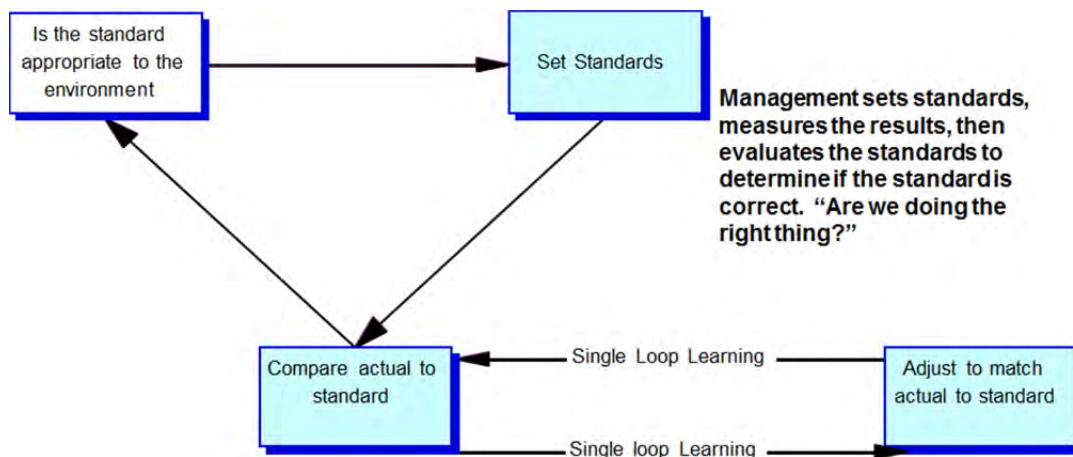 Is the standard
appropriate to the
environment
Set Standards
Management sets standards,
measures the results, then
evaluates the standards to
determine if the standard is
correct. “Are we doing the
right thing?”
Compare actual to
standard
Single Loop Learning
Adjust to match
actual to standard
Single loop Learning